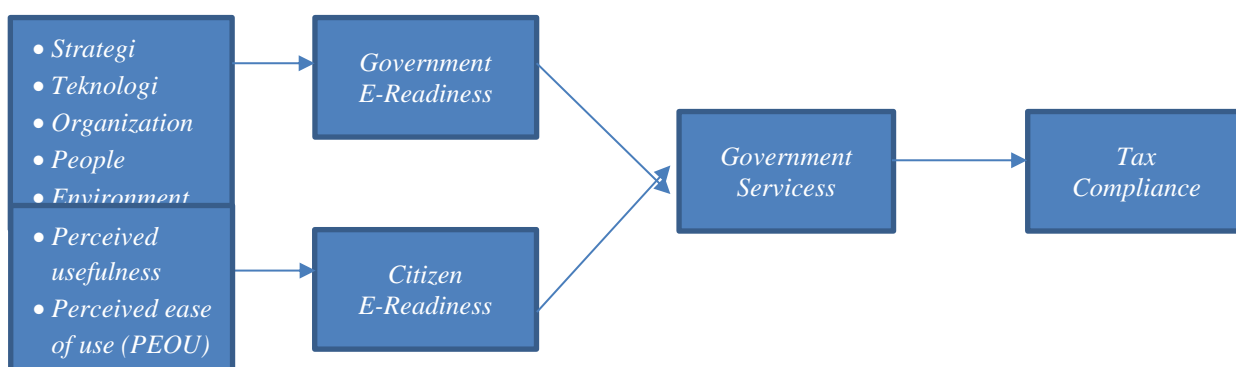 • Strategi
• Teknologi
• Organization
• People
• Environment
• Perceived
usefulness
• Perceived ease
of use (PEOU)
Government
E-Readiness
Citizen
E-Readiness
Government
Servicess
Tax
Compliance